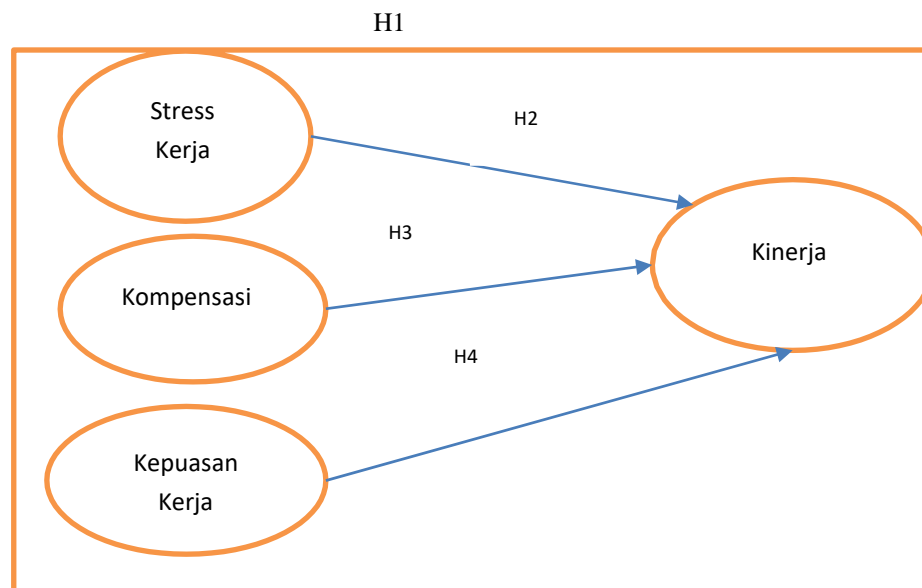 H1
Stress
Kerja
H2
H3
Kinerja
Kompensasi
H4
Kepuasan
Kerja